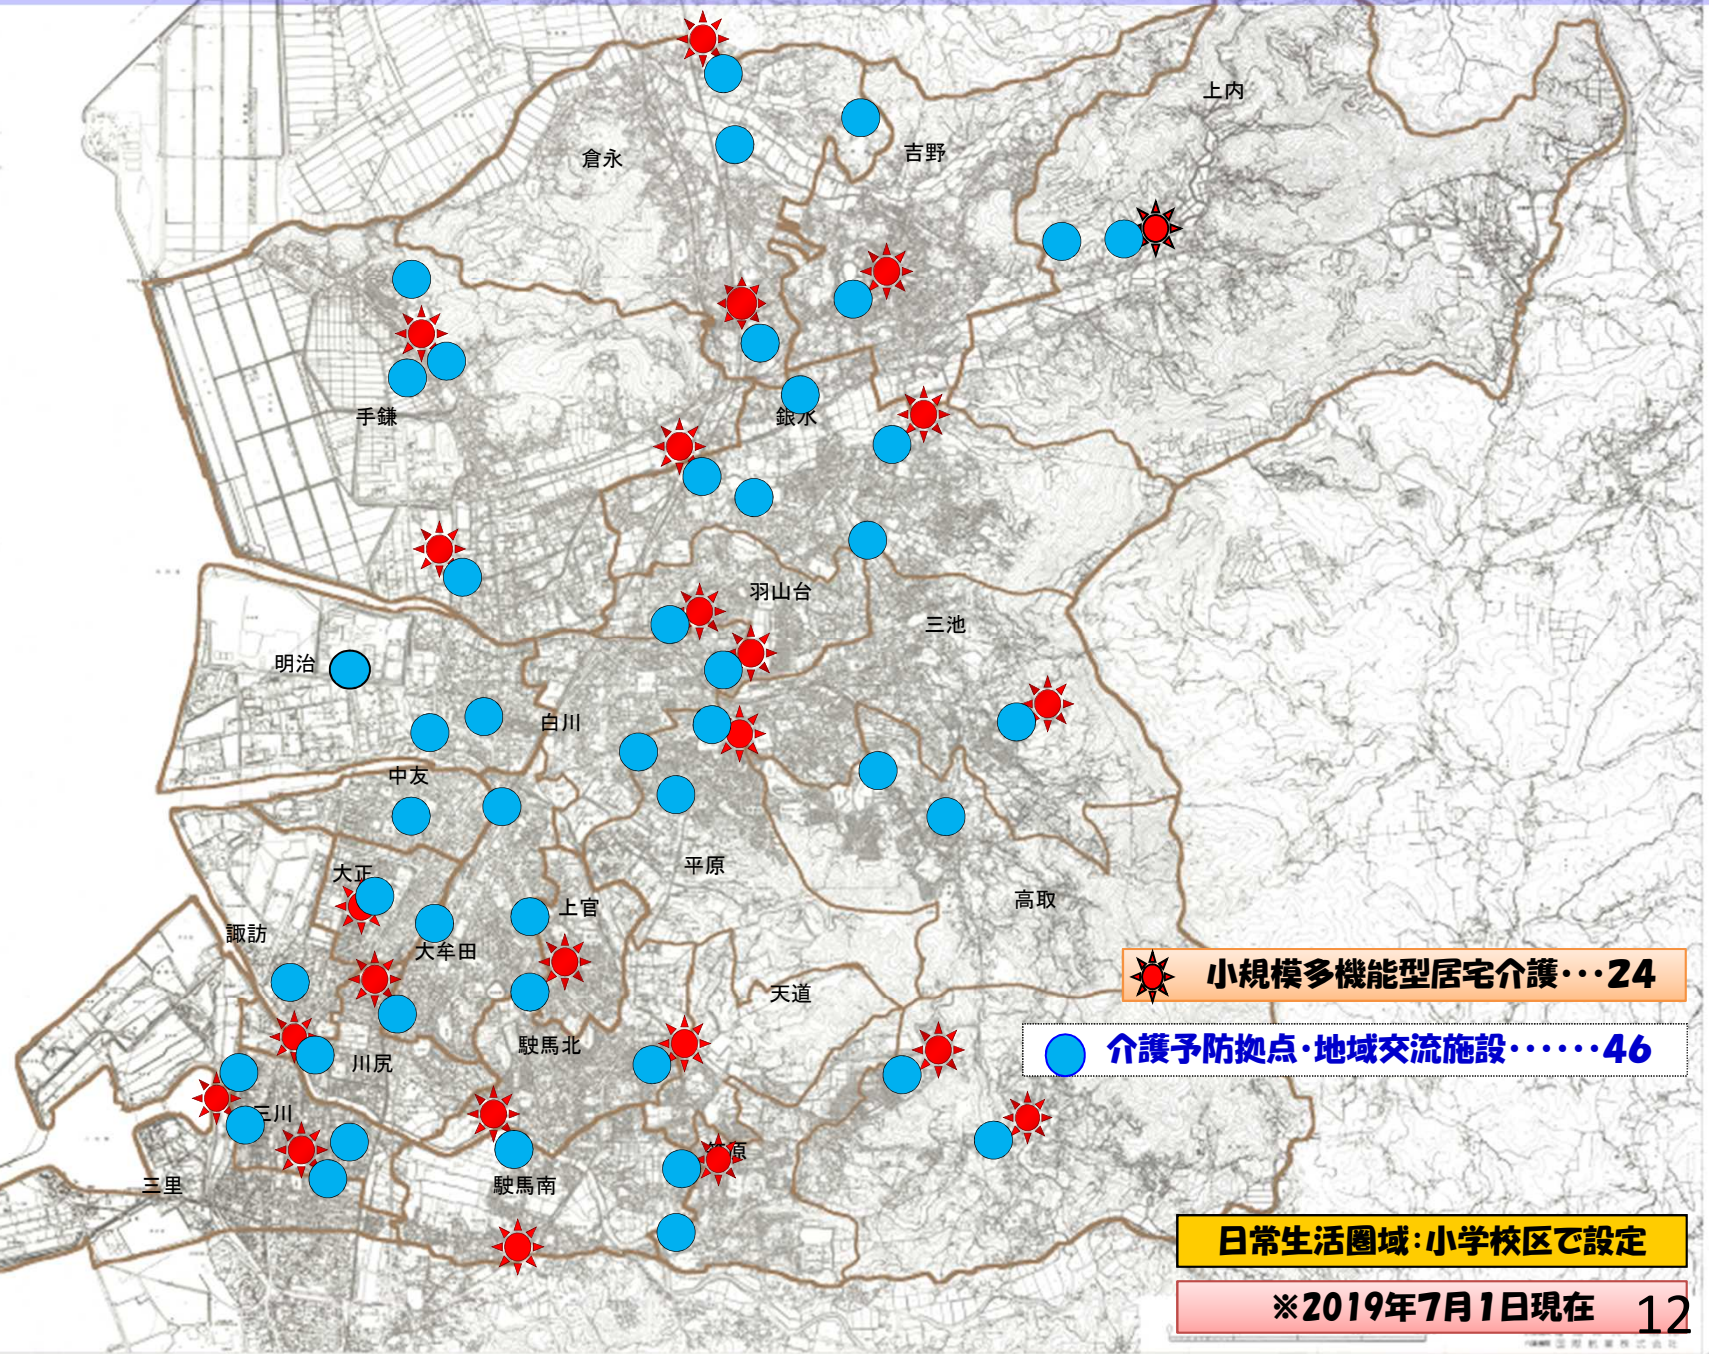 上内
倉永
吉野
手鎌
銀水
羽山台
三池
明治
白川
中友
平原
大正
高取
上官
諏訪
大牟田
小規模多機能型居宅介護・・・24
天道
駛馬北
介護予防拠点・地域交流施設・・・・・・46
川尻
三川
原
三里
駛馬南
日常生活圏域：小学校区で設定
※2019年7月1日現在
12